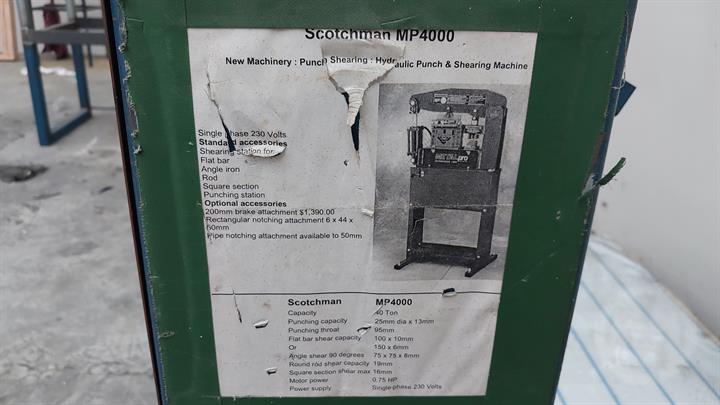 Scotchman MP4000
New Machinery : Punch Shearing : Hydraulic Punch & Shearing Machine
Single phase 230 Volts
Standard accessories
Shearing station for
Flat bar
Angle iron
Rod
Square section
Punching station
Optional accessories
200mm brake attachment $1,390.00
Rectangular notching attachment 6 x 44 x
60mm
Pipe notching attachment available to 50mm
METALpro
Scotchman MP4000
Capacity 40 Ton
Punching capacity 25mm dia x 13mm
Punching throat 95mm
Flat bar shear capacity 100 x 10mm
Or 150 x 6mm
Angle shear 90 degrees 75 x 75 x 6mm
Round rod shear capacity 19mm
Square section shear max 16mm
Motor power 0.75 HP
Power supply Single phase 230 Volts